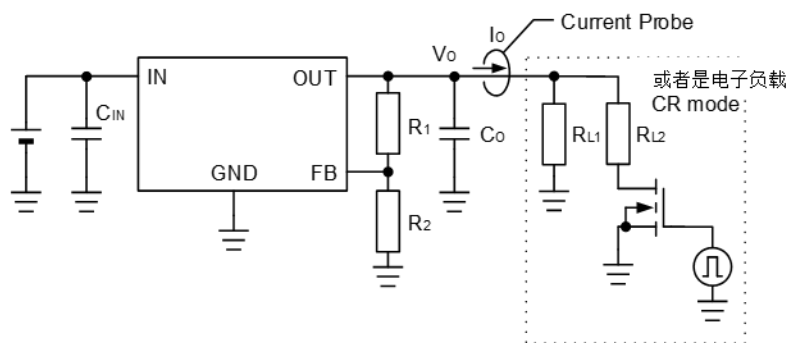 Current Probe
IO
VO
IN
OUT
或者是电子负载
CR mode
CIN
R1
CO
RL1
RL2
GND
FB
R2